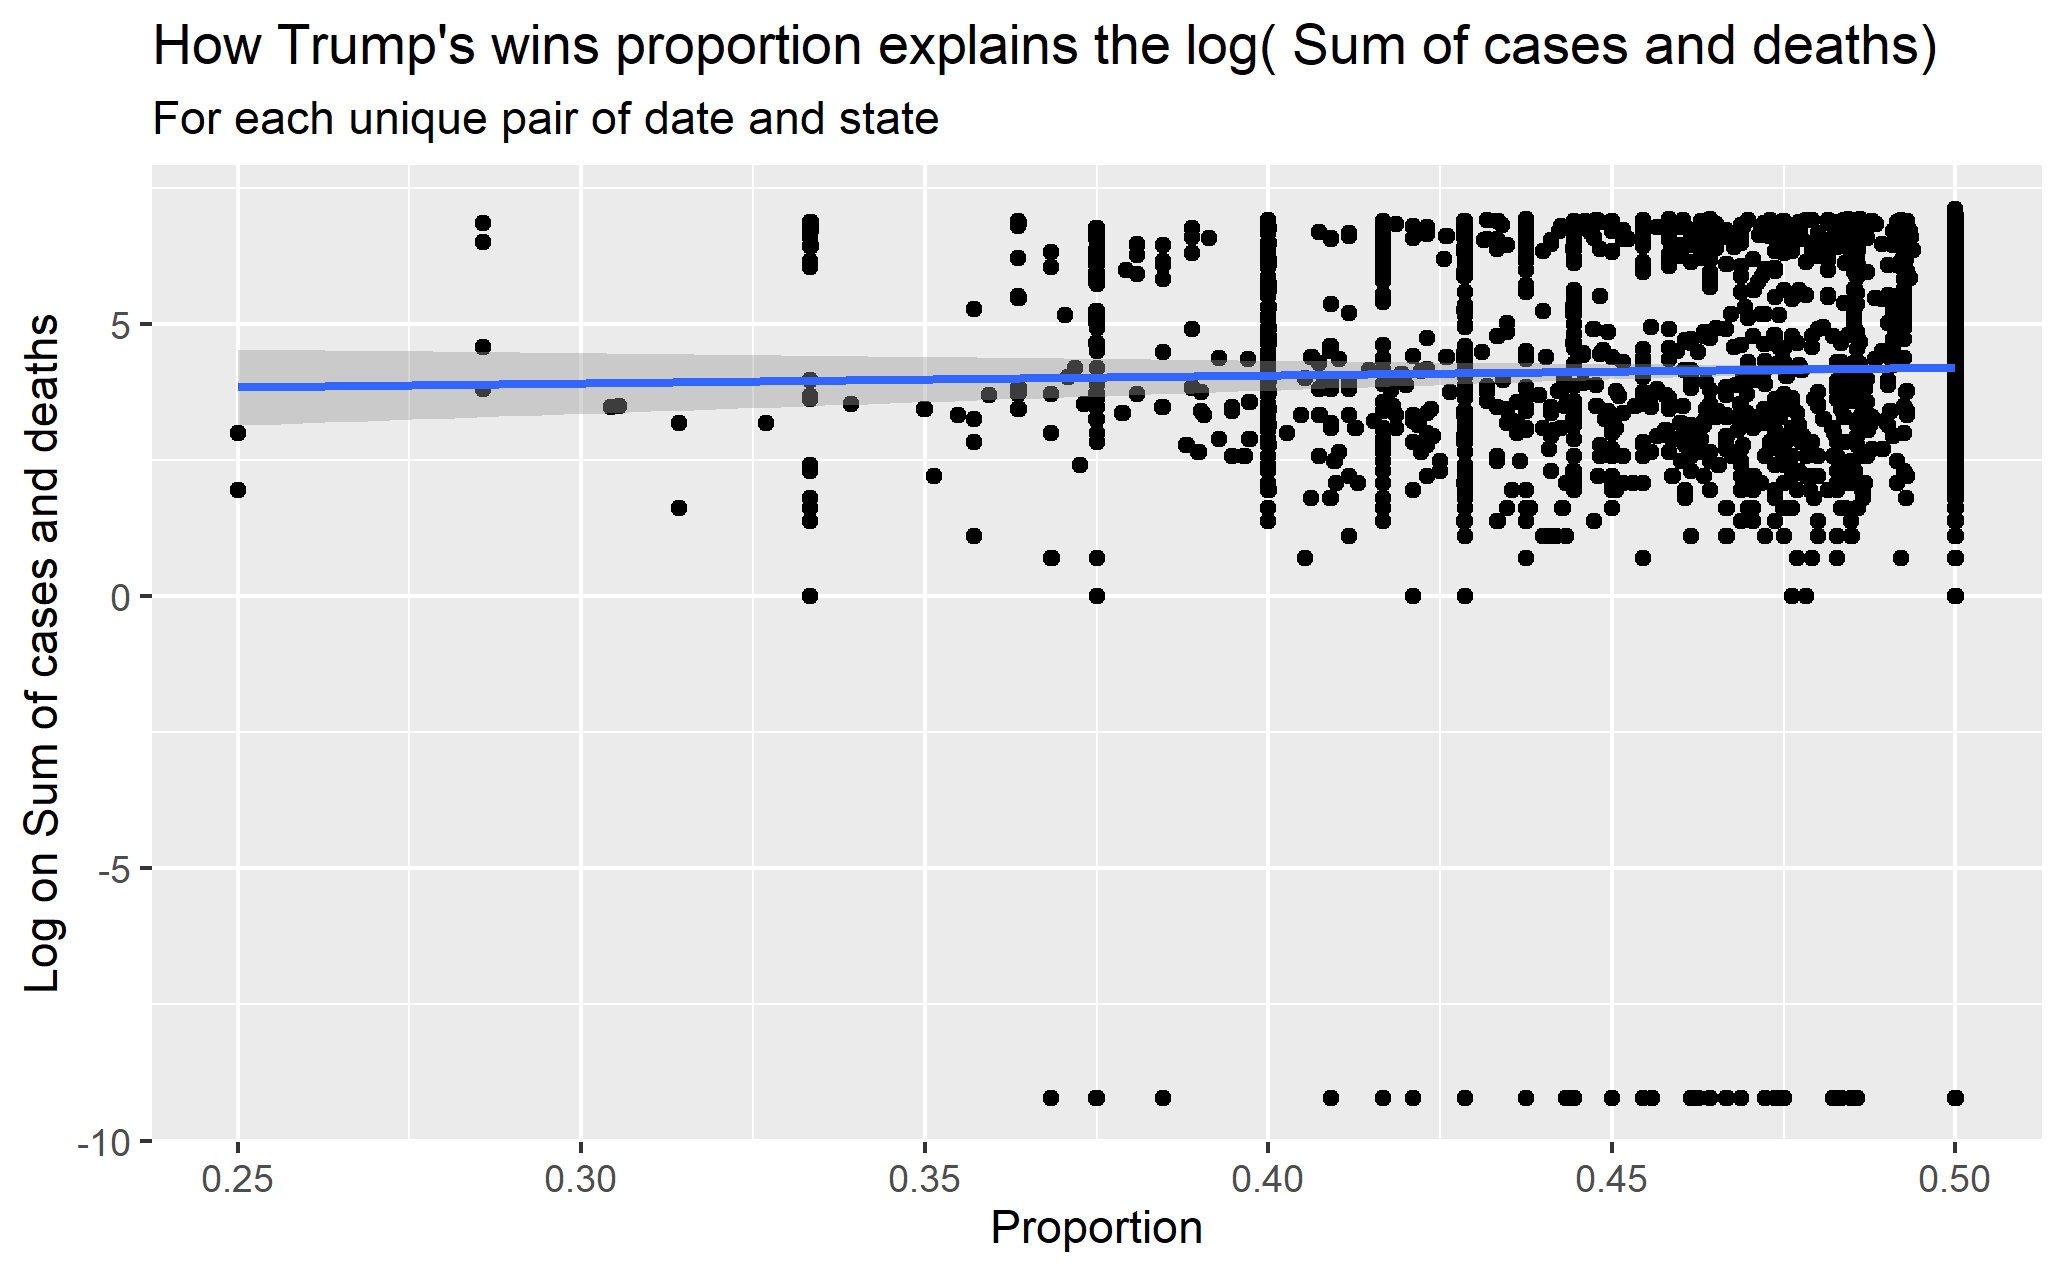 How Trump's wins proportion explains the log( Sum of cases and deaths)
For each unique pair of date and state
Log on Sum of cases and deaths
5
0
-5
-10
0.25 0.30 0.35 0.40 0.45 0.50
Proportion